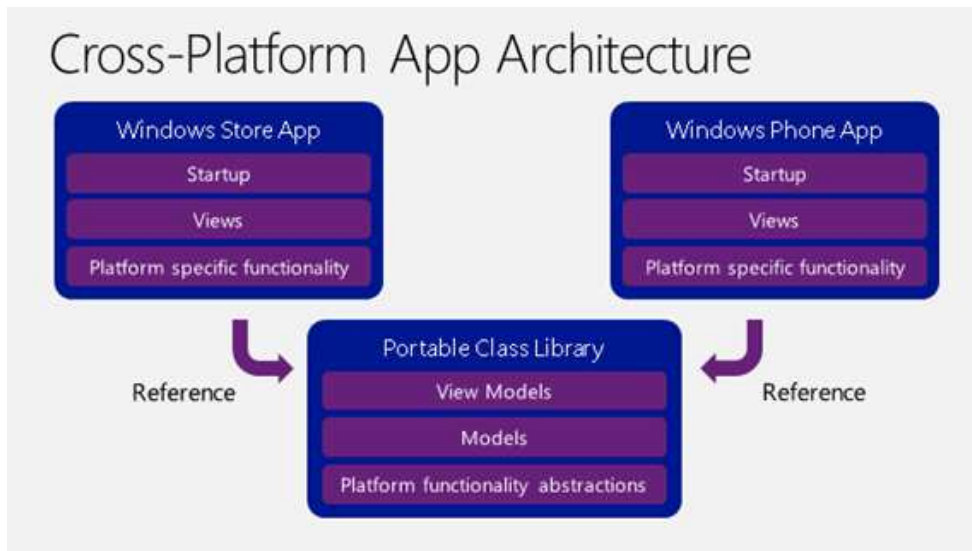 Cross-Platform App Architecture
Windows Store App
Startup
Views
Platform specific functionality
Windows Phone App
Startup
Views
Platform specific functionality
Reference
Portable Class Library
View Models
Models
Platform functionality abstractions
Reference